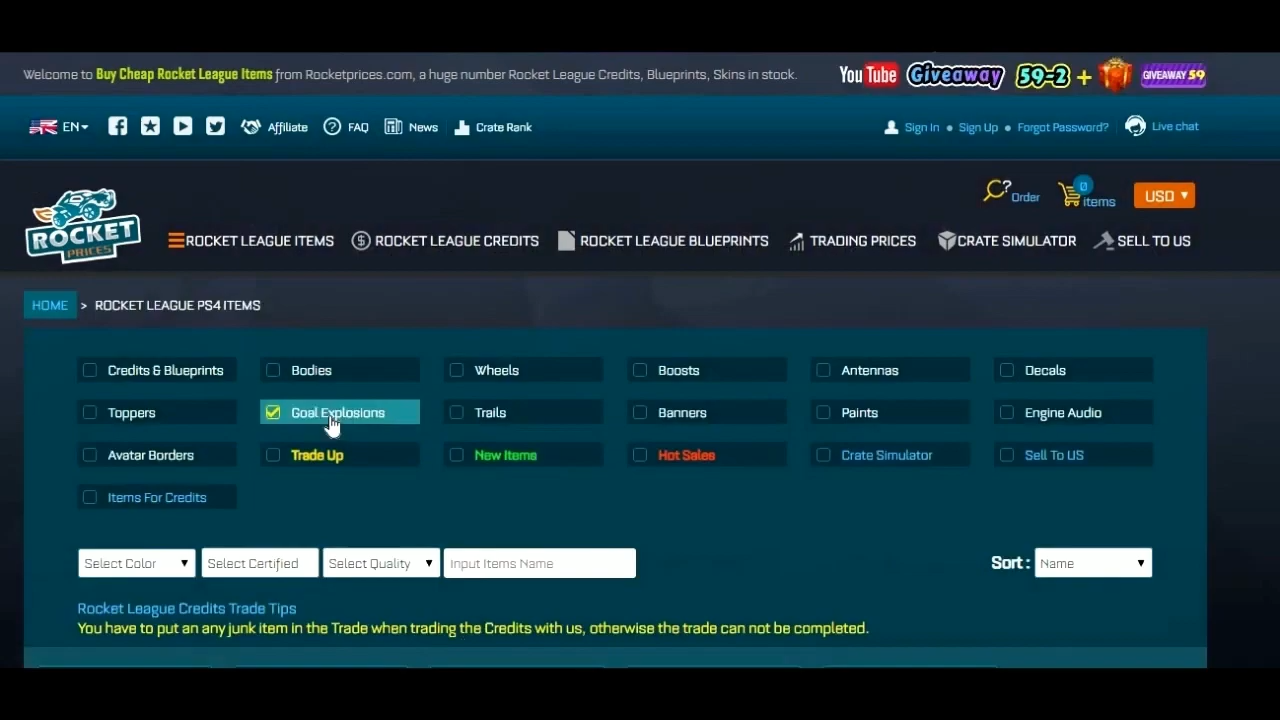 Welcome to Buy Cheap Rocket League Items from Rocketprices.com, a huge number Rocket League Credits, Blueprints, Skins in stock. YouTube Giveaway 59-2 + GIVEAWAY 59
EN Affiliate FAQ News Crate Rank Sign In • Sign Up • Forgot Password? Live chat
ROCKET PRICES
? Order 0 items USD
ROCKET LEAGUE ITEMS ROCKET LEAGUE CREDITS ROCKET LEAGUE BLUEPRINTS TRADING PRICES CRATE SIMULATOR SELL TO US
HOME > ROCKET LEAGUE PS4 ITEMS
Credits & Blueprints Bodies Wheels Boosts Antennas Decals
Toppers Goal Explosions Trails Banners Paints Engine Audio
Avatar Borders Trade Up New Items Hot Sales Crate Simulator Sell To US
Items For Credits
Select Color Select Certified Select Quality Input Items Name Sort : Name
Rocket League Credits Trade Tips
You have to put an any junk item in the Trade when trading the Credits with us, otherwise the trade can not be completed.